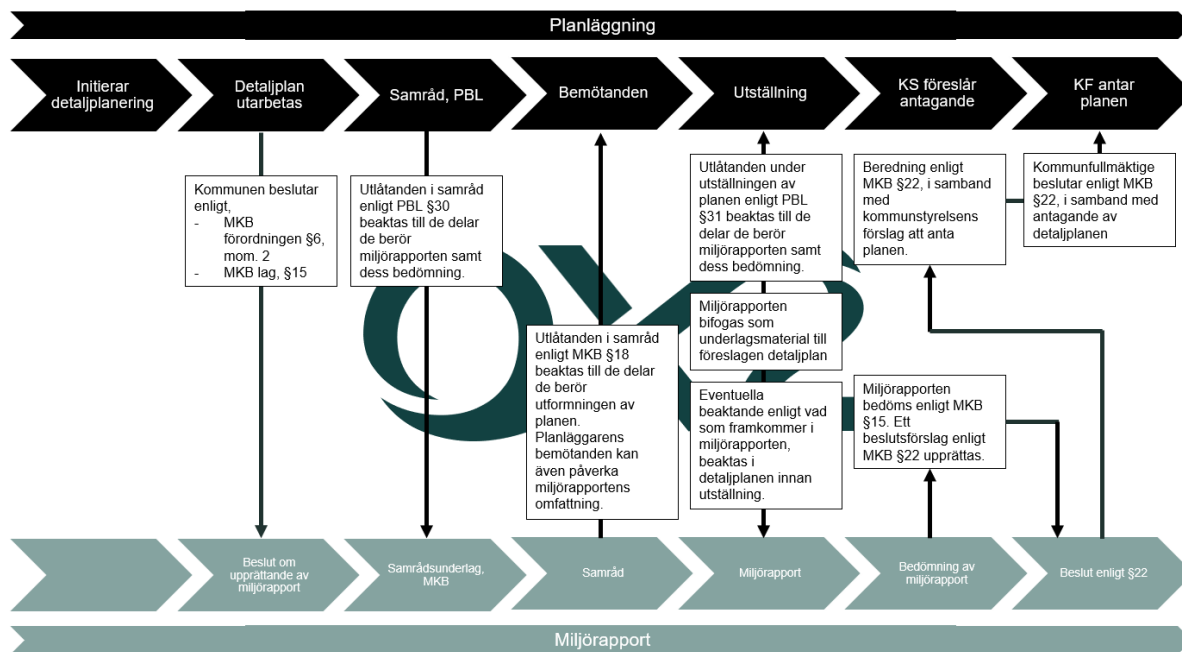 Planläggning
Initierar
detaljplanering
Detaljplan
utarbetas
Samråd, PBL
Bemötanden
Utställning
KS föreslår
antagande
KF antar
planen
Kommunen beslutar
enligt,
- MKB
förordningen §6,
mom. 2
- MKB lag, §15
Utlåtanden i samråd
enligt PBL §30
beaktas till de delar
de berör
miljörapporten samt
dess bedömning.
Utlåtanden i samråd
enligt MKB §18
beaktas till de delar
de berör
utformningen av
planen.
Planläggarens
bemötanden kan
även påverka
miljörapportens
omfattning.
Utlåtanden under
utställningen av
planen enligt PBL
§31 beaktas till de
delar de berör
miljörapporten samt
dess bedömning.
Miljörapporten
bifogas som
underlagsmaterial till
föreslagen detaljplan
Eventuella
beaktande enligt vad
som framkommer i
miljörapporten,
beaktas i
detaljplanen innan
utställning.
Beredning enligt
MKB §22, i samband
med
kommunstyrelsens
förslag att anta
planen.
Miljörapporten
bedöms enligt MKB
§15. Ett
beslutsförslag enligt
MKB §22 upprättas.
Kommunfullmäktige
beslutar enligt MKB
§22, i samband med
antagande av
detaljplanen
Beslut om
upprättande av
miljörapport
Samrådsunderlag,
MKB
Samråd
Miljörapport
Bedömning av
miljörapport
Beslut enligt §22
Miljörapport